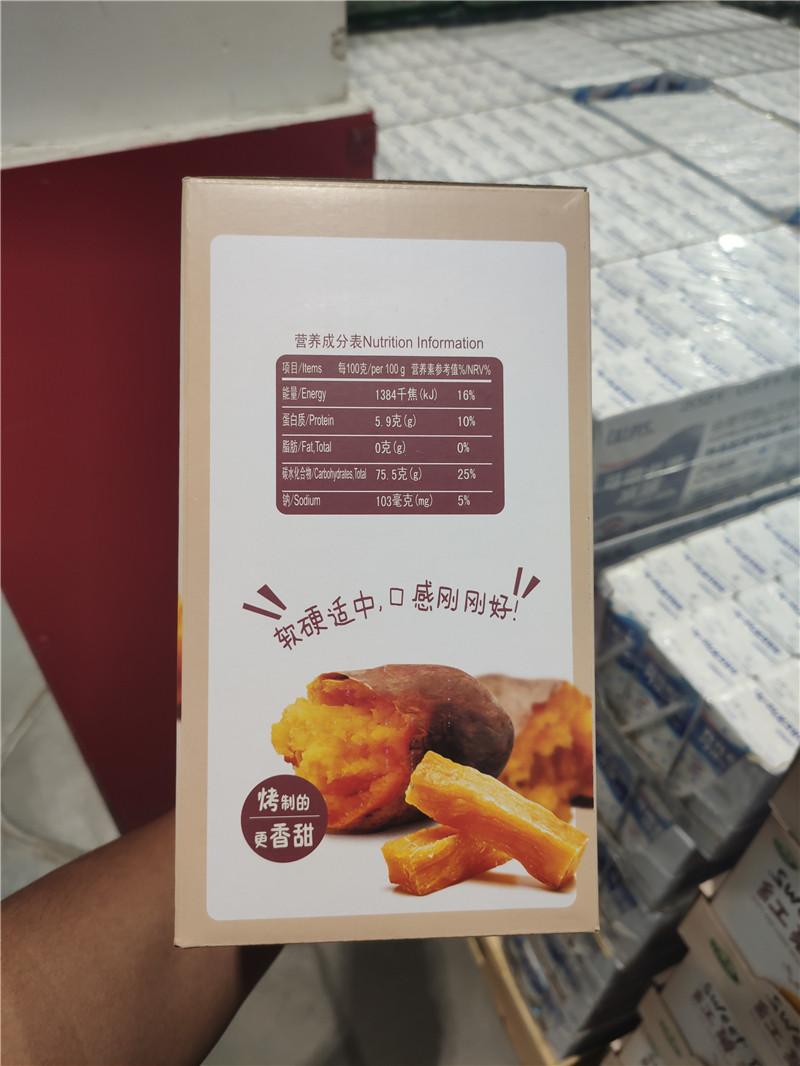 营养成分表Nutrition Information
项目/Items 每100克/per 100 g 营养素参考值%/NRV%
能量/Energy 1384千焦(kJ) 16%
蛋白质/Protein 5.9克(g) 10%
脂肪/Fat,Total 0克(g) 0%
碳水化合物/Carbohydrates,Total 75.5克(g) 25%
钠/Sodium 103毫克(mg) 5%
软硬适中,口感刚刚好!
烤制的
更香甜